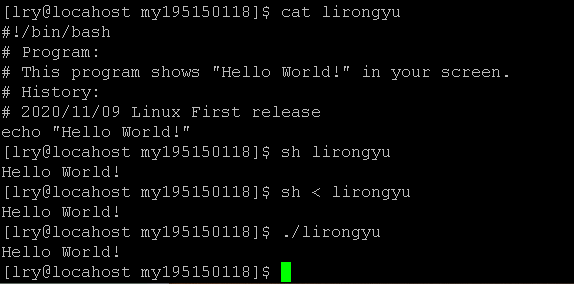 [lry@locahost my195150118]$ cat lirongyu
#!/bin/bash
# Program:
# This program shows "Hello World!" in your screen.
# History:
# 2020/11/09 Linux First release
echo "Hello World!"
[lry@locahost my195150118]$ sh lirongyu
Hello World!
[lry@locahost my195150118]$ sh < lirongyu
Hello World!
[lry@locahost my195150118]$ ./lirongyu
Hello World!
[lry@locahost my195150118]$